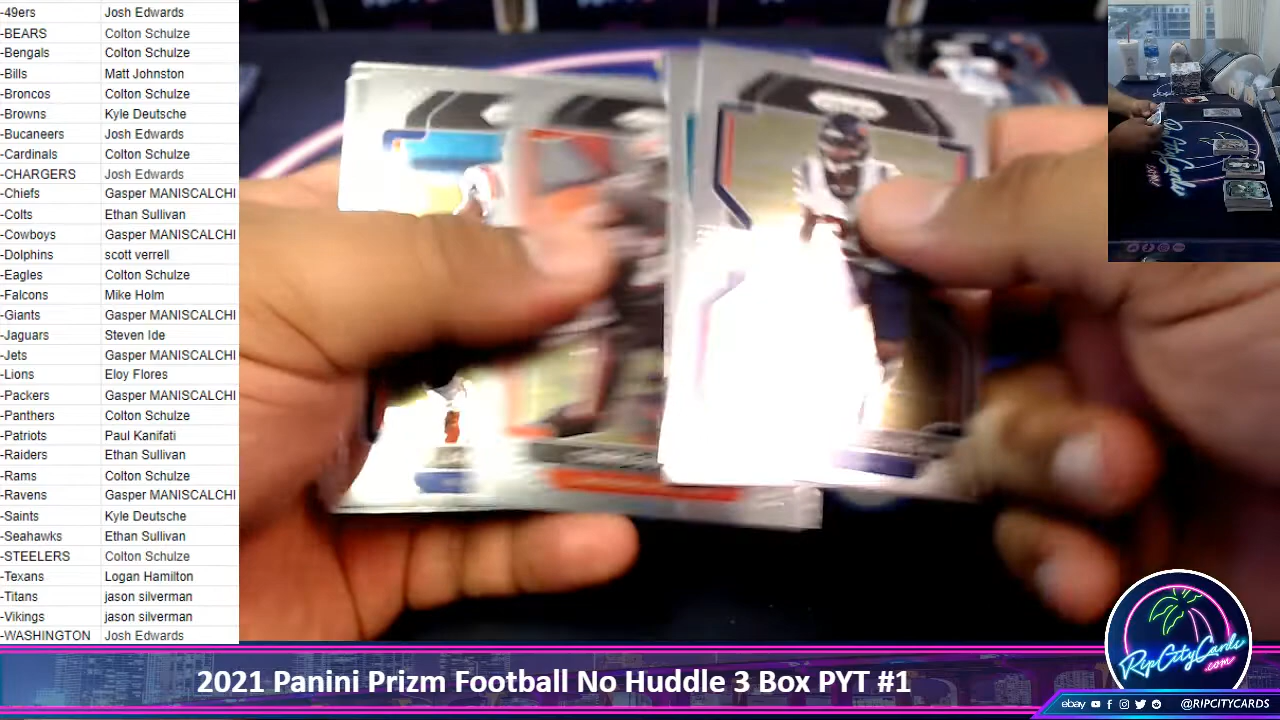 -49ers Josh Edwards
-BEARS Colton Schulze
-Bengals Colton Schulze
-Bills Matt Johnston
-Broncos Colton Schulze
-Browns Kyle Deutsche
-Bucaneers Josh Edwards
-Cardinals Colton Schulze
-CHARGERS Josh Edwards
-Chiefs Gasper MANISCALCHI
-Colts Ethan Sullivan
-Cowboys Gasper MANISCALCHI
-Dolphins scott verrell
-Eagles Colton Schulze
-Falcons Mike Holm
-Giants Gasper MANISCALCHI
-Jaguars Steven Ide
-Jets Gasper MANISCALCHI
-Lions Eloy Flores
-Packers Gasper MANISCALCHI
-Panthers Colton Schulze
-Patriots Paul Kanifati
-Raiders Ethan Sullivan
-Rams Colton Schulze
-Ravens Gasper MANISCALCHI
-Saints Kyle Deutsche
-Seahawks Ethan Sullivan
-STEELERS Colton Schulze
-Texans Logan Hamilton
-Titans jason silverman
-Vikings jason silverman
-WASHINGTON Josh Edwards
RipCityCards
.com
2021 Panini Prizm Football No Huddle 3 Box PYT #1
ebay @RIPCITYCARDS